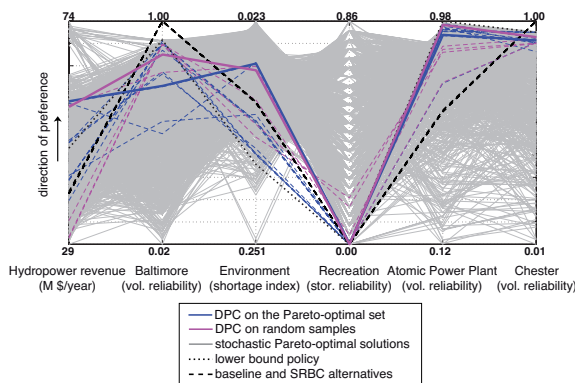 74 1.00 0.023 0.86 0.98 1.00
direction of preference
29 0.02 0.251 0.00 0.12 0.01
Hydropower revenue Baltimore Environment Recreation Atomic Power Plant Chester
(M $/year) (vol. reliability) (shortage index) (stor. reliability) (vol. reliability) (vol. reliability)
DPC on the Pareto-optimal set
DPC on random samples
stochastic Pareto-optimal solutions
lower bound policy
baseline and SRBC alternatives